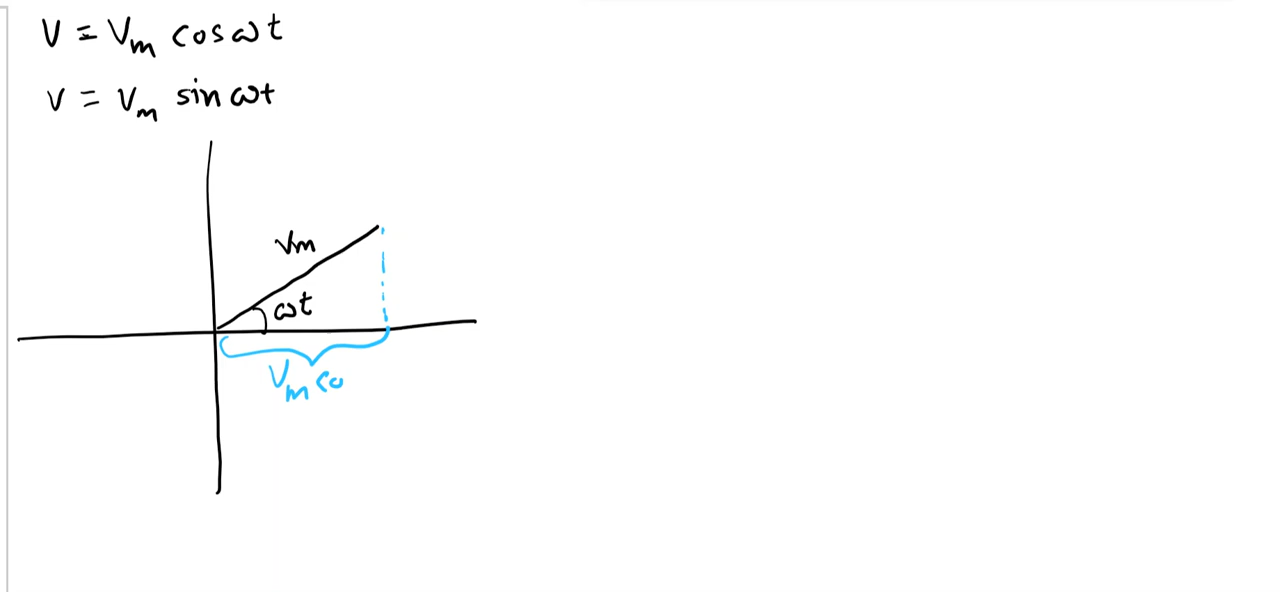 V = Vm cos ωt
v = Vm sin ωt
Vm
ωt
Vm co